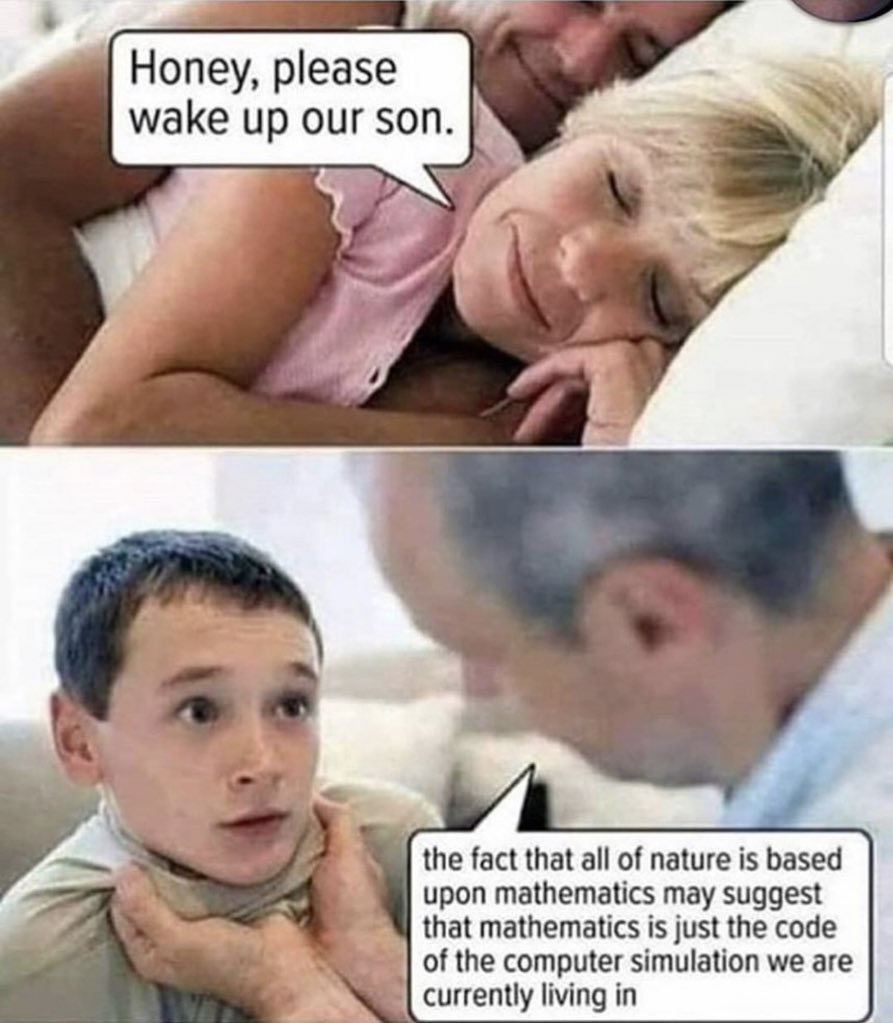 Honey, please
wake up our son.
the fact that all of nature is based
upon mathematics may suggest
that mathematics is just the code
of the computer simulation we are
currently living in